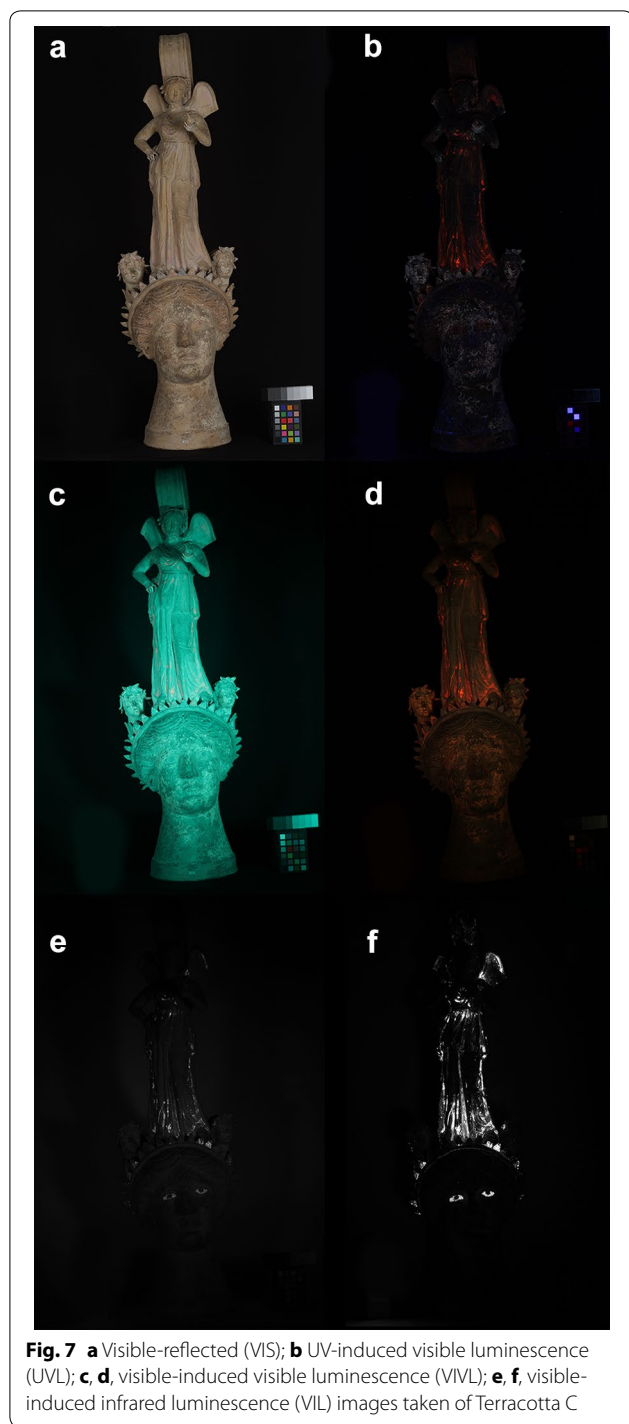 a
b
c
d
e
f
Fig. 7 a Visible-reflected (VIS); b UV-induced visible luminescence
(UVL); c, d, visible-induced visible luminescence (VIVL); e, f, visible-
induced infrared luminescence (VIL) images taken of Terracotta C